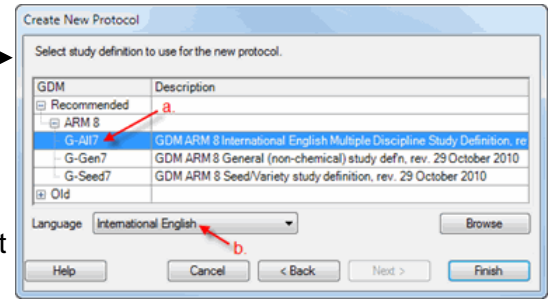 Create New Protocol
Select study definition to use for the new protocol.
GDM Description
Recommended
a.
ARM 8
G-All7 GDM ARM 8 International English Multiple Discipline Study Definition, re
G-Gen7 GDM ARM 8 General (non-chemical) study def'n, rev. 29 October 2010
G-Seed7 GDM ARM 8 Seed/Variety study definition, rev. 29 October 2010
Old
Language International English Browse
t b.
Help Cancel < Back Next > Finish